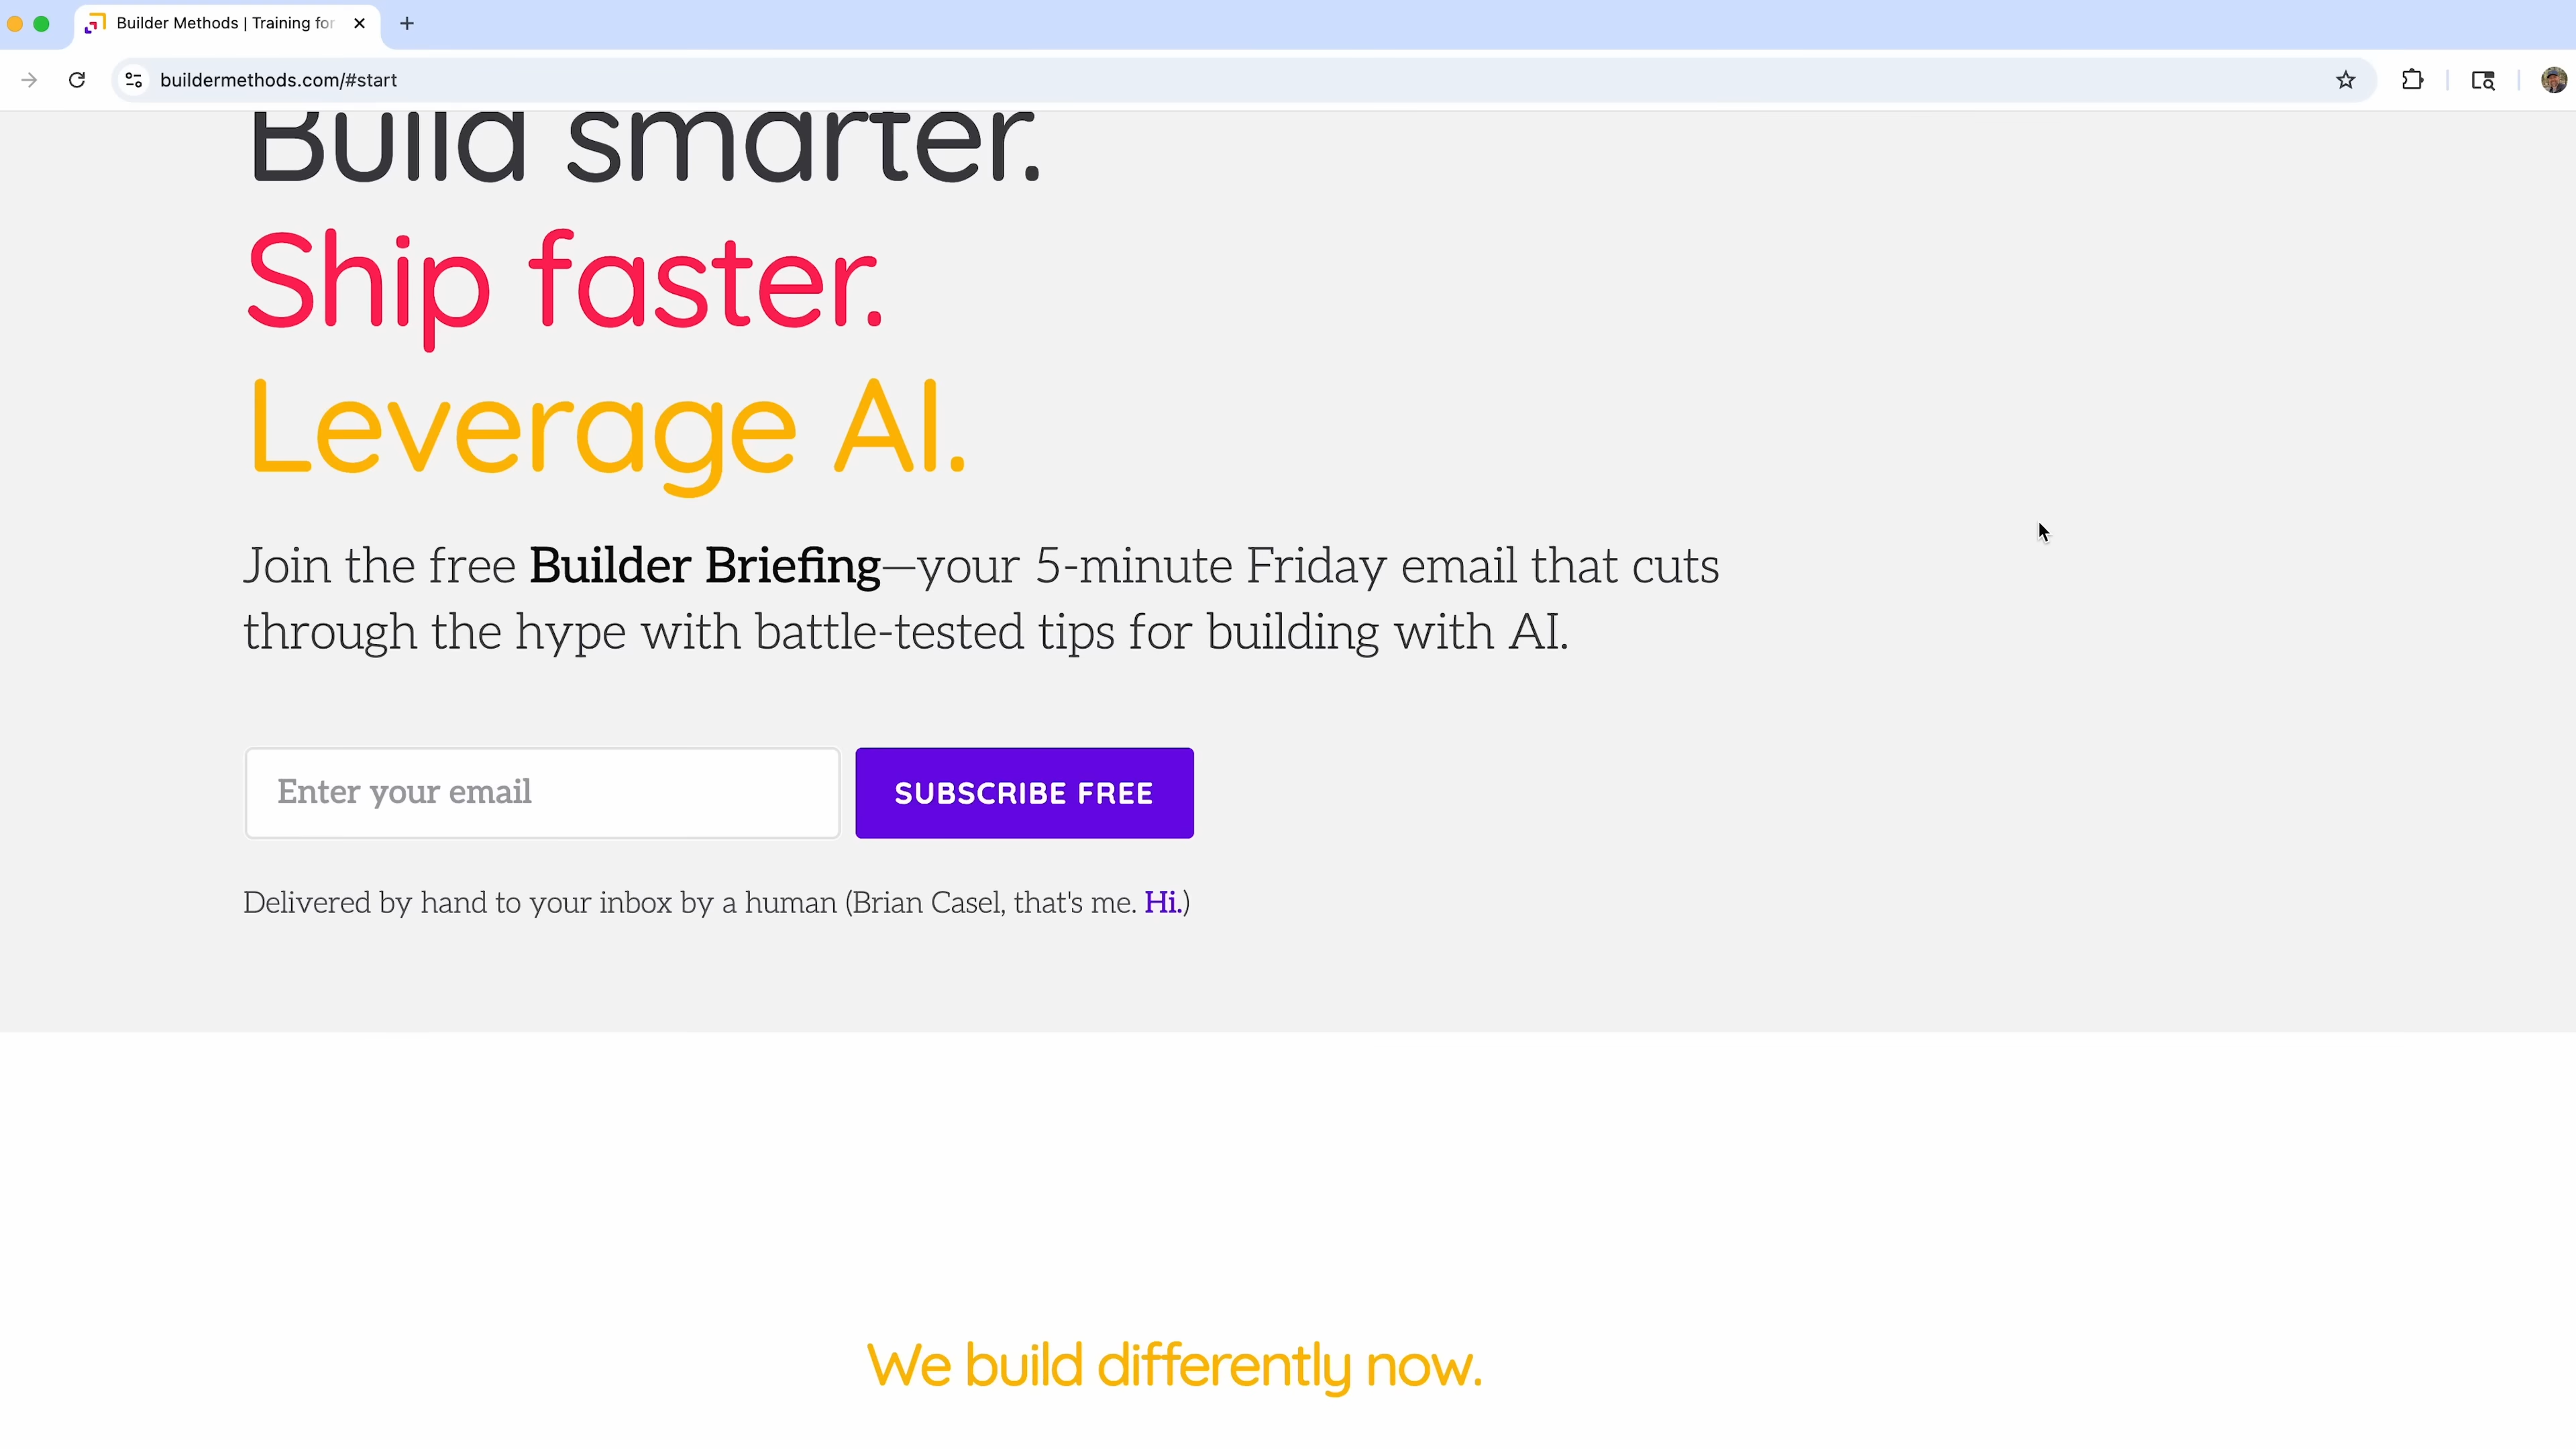 Builder Methods | Training for
buildermethods.com/#start
Build smarter.
Ship faster.
Leverage AI.
Join the free Builder Briefing—your 5-minute Friday email that cuts
through the hype with battle-tested tips for building with AI.
Enter your email
SUBSCRIBE FREE
Delivered by hand to your inbox by a human (Brian Casel, that's me. Hi.)
We build differently now.